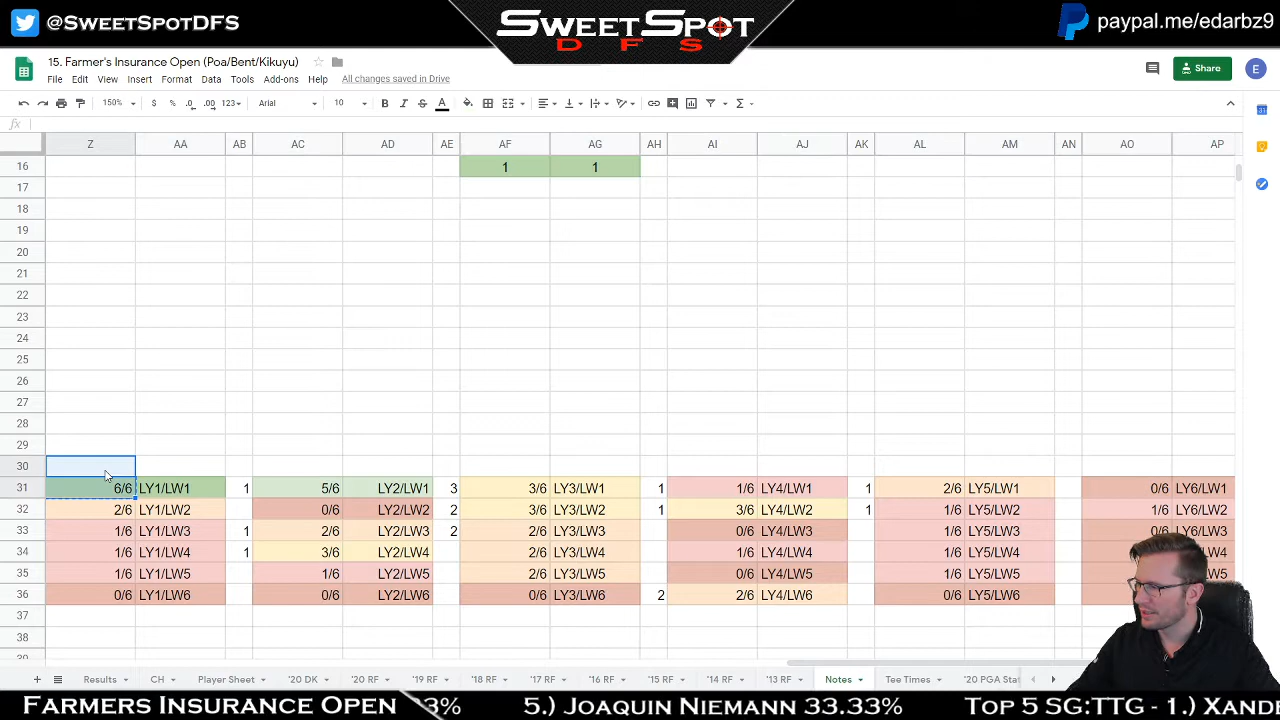 @SweetSpotDFS
SweetSpot
DFS
paypal.me/edarbz9
15. Farmer's Insurance Open (Poa/Bent/Kikuyu)
File Edit View Insert Format Data Tools Add-ons Help All changes saved in Drive
Share
E
150% $ % .0 .00 123 Arial 10 B I S A
fx
Z AA AB AC AD AE AF AG AH AI AJ AK AL AM AN AO AP
16 1 1
17
18
19
20
21
22
23
24
25
26
27
28
29
30
31 6/6 LY1/LW1 1 5/6 LY2/LW1 3 3/6 LY3/LW1 1 1/6 LY4/LW1 1 2/6 LY5/LW1 0/6 LY6/LW1
32 2/6 LY1/LW2 0/6 LY2/LW2 2 3/6 LY3/LW2 1 3/6 LY4/LW2 1 1/6 LY5/LW2 1/6 LY6/LW2
33 1/6 LY1/LW3 1 2/6 LY2/LW3 2 2/6 LY3/LW3 0/6 LY4/LW3 1/6 LY5/LW3 0/6 LY6/LW3
34 1/6 LY1/LW4 1 3/6 LY2/LW4 2/6 LY3/LW4 1/6 LY4/LW4 1/6 LY5/LW4 W4
35 1/6 LY1/LW5 1/6 LY2/LW5 2/6 LY3/LW5 0/6 LY4/LW5 1/6 LY5/LW5 W5
36 0/6 LY1/LW6 0/6 LY2/LW6 0/6 LY3/LW6 2 2/6 LY4/LW6 0/6 LY5/LW6
37
38
39
Results CH Player Sheet '20 DK '20 RF '19 RF '18 RF '17 RF '16 RF '15 RF '14 RF '13 RF Notes Tee Times '20 PGA Sta
Farmers Insurance Open 3% 5.) Joaquin Niemann 33.33% Top 5 SG:TTG - 1.) Xande